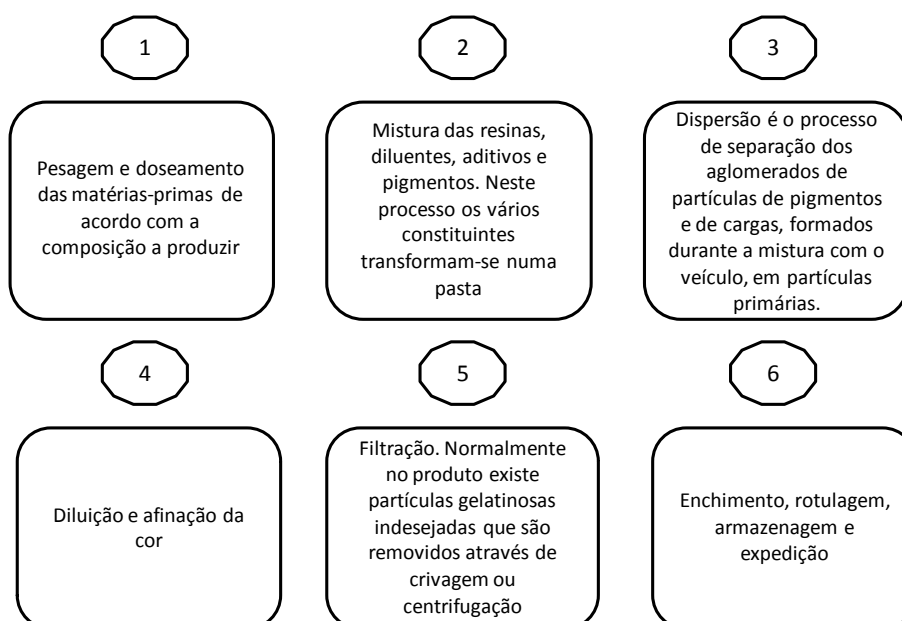 1
Pesagem e doseamento
das matérias-primas de
acordo com a
composição a produzir
2
Mistura das resinas,
diluentes, aditivos e
pigmentos. Neste
processo os vários
constituintes
transformam-se numa
pasta
3
Dispersão é o processo
de separação dos
aglomerados de
partículas de pigmentos
e de cargas, formados
durante a mistura com o
veículo, em partículas
primárias.
4
Diluição e afinação da
cor
5
Filtração. Normalmente
no produto existe
partículas gelatinosas
indesejadas que são
removidos através de
crivagem ou
centrifugação
6
Enchimento, rotulagem,
armazenagem e
expedição